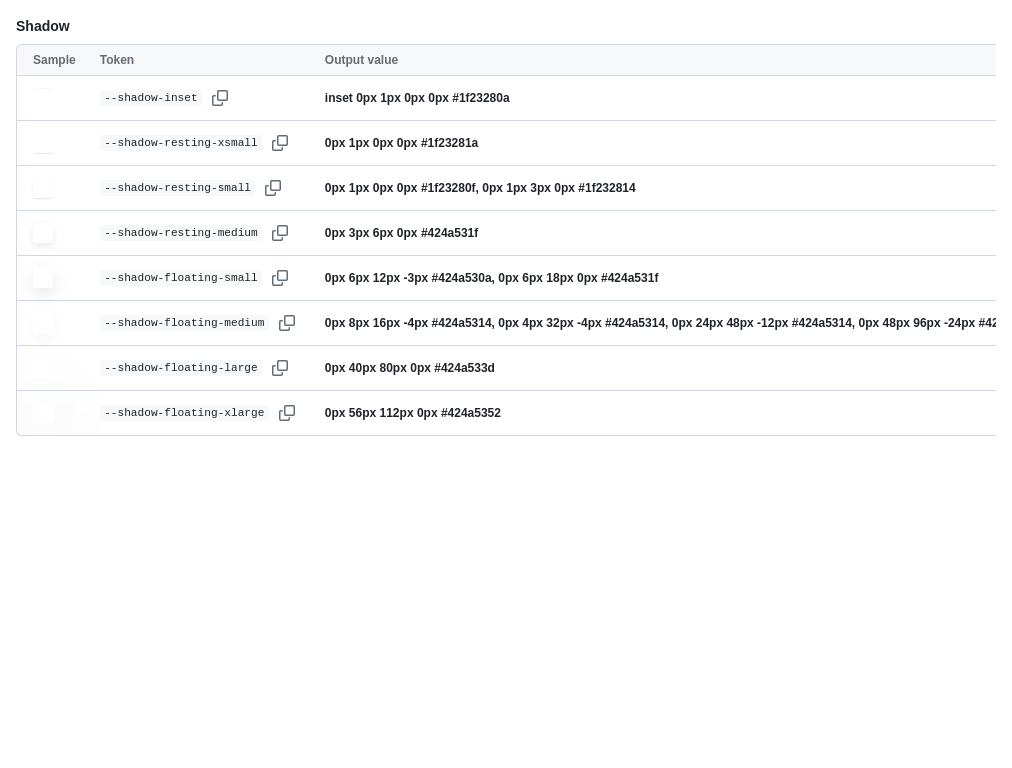 Shadow
Sample Token Output value
--shadow-inset inset 0px 1px 0px 0px #1f23280a
--shadow-resting-xsmall 0px 1px 0px 0px #1f23281a
--shadow-resting-small 0px 1px 0px 0px #1f23280f, 0px 1px 3px 0px #1f232814
--shadow-resting-medium 0px 3px 6px 0px #424a531f
--shadow-floating-small 0px 6px 12px -3px #424a530a, 0px 6px 18px 0px #424a531f
--shadow-floating-medium 0px 8px 16px -4px #424a5314, 0px 4px 32px -4px #424a5314, 0px 24px 48px -12px #424a5314, 0px 48px 96px -24px #42
--shadow-floating-large 0px 40px 80px 0px #424a533d
--shadow-floating-xlarge 0px 56px 112px 0px #424a5352